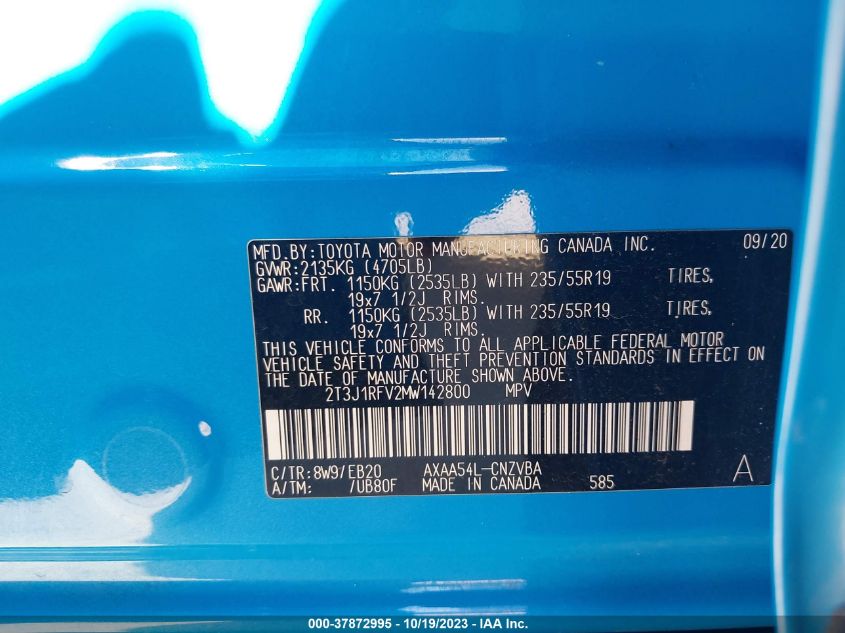 MFD.BY:TOYOTA MOTOR MANUFACTURING CANADA INC. 09/20
GVWR:2135KG (4705LB)
GAWR:FRT. 1150KG (2535LB) WITH 235/55R19 TIRES,
19x7 1/2J RIMS.
RR. 1150KG (2535LB) WITH 235/55R19 TIRES,
19x7 1/2J RIMS.
THIS VEHICLE CONFORMS TO ALL APPLICABLE FEDERAL MOTOR
VEHICLE SAFETY AND THEFT PREVENTION STANDARDS IN EFFECT ON
THE DATE OF MANUFACTURE SHOWN ABOVE.
2T3J1RFV2MW142800 MPV
C/TR:8W9/EB20 AXAA54L-CNZVBA A
A/TM: /UB80F MADE IN CANADA 585
000-37872995 - 10/19/2023 - IAA Inc.